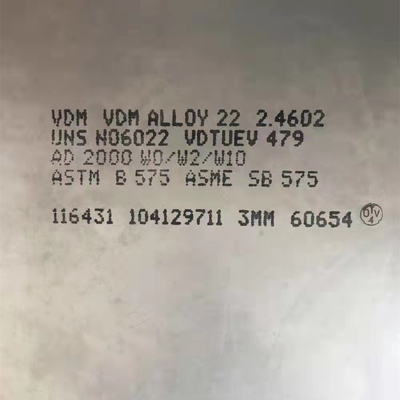 VDM VDM ALLOY 22 2.4602
UNS N06022 VDTUEV 479
AD 2000 W0/W2/W10
ASTM B 575 ASME SB 575
116431 104129711 3MM 60654